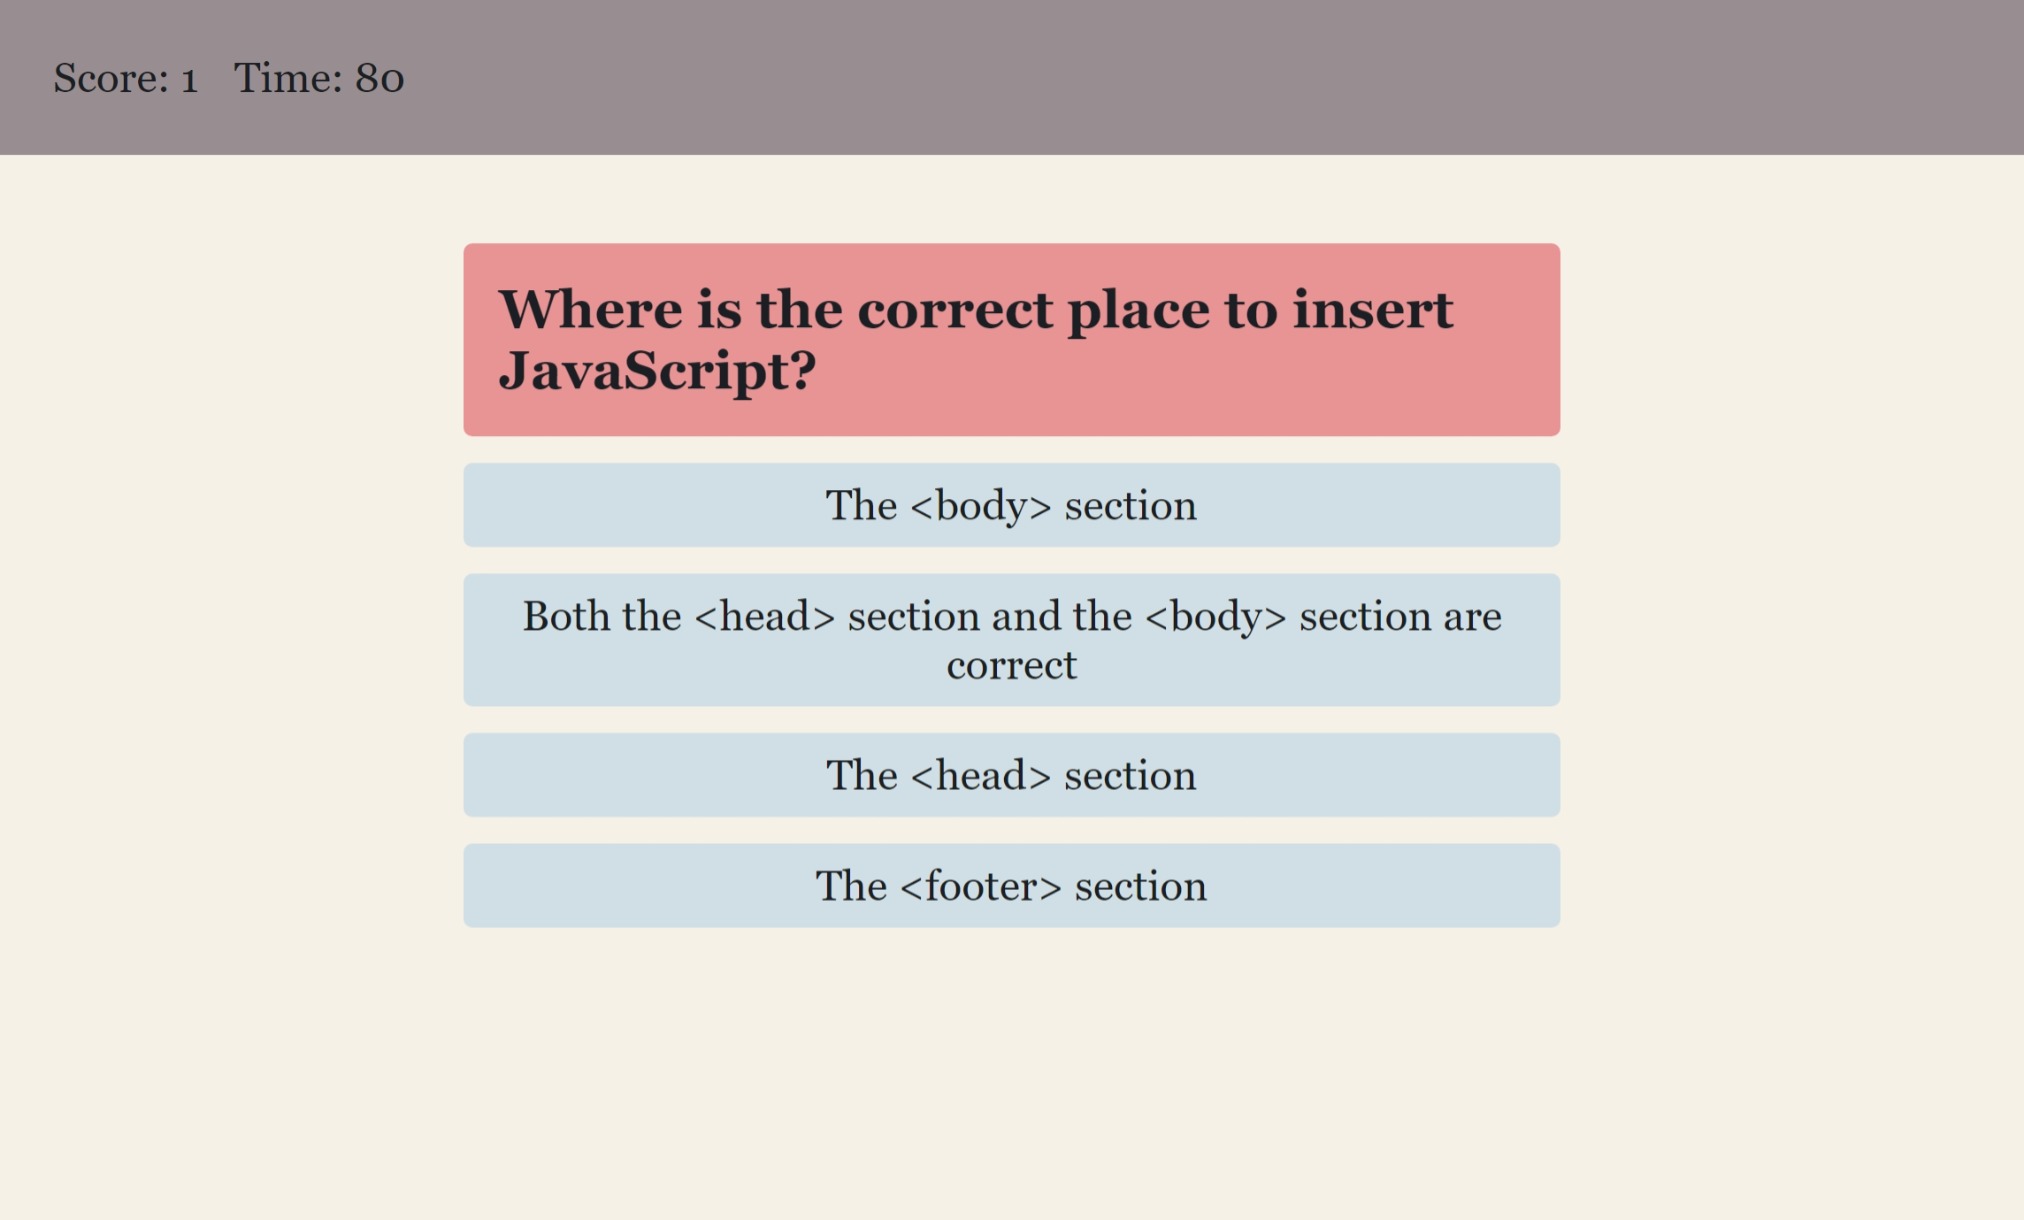 Score: 1 Time: 80
Where is the correct place to insert
JavaScript?
The <body> section
Both the <head> section and the <body> section are
correct
The <head> section
The <footer> section